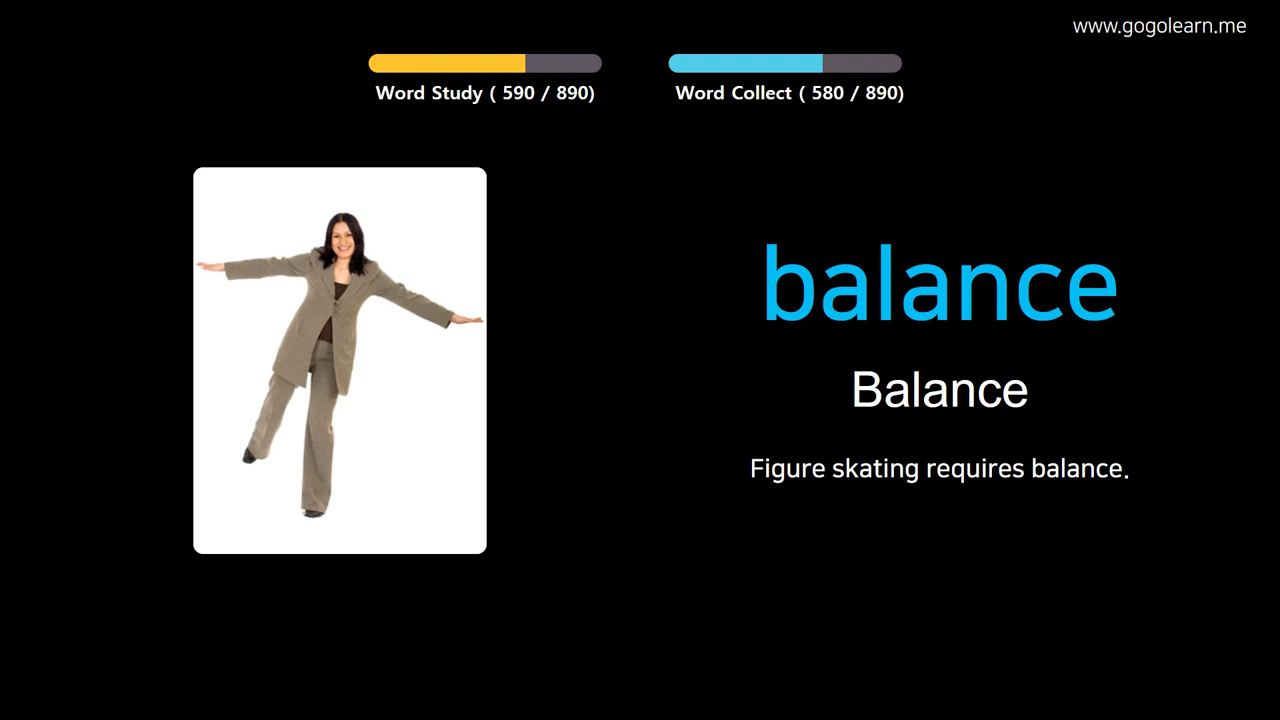 www.gogolearn.me
Word Study ( 590 / 890)
Word Collect ( 580 / 890)
balance
Balance
Figure skating requires balance.